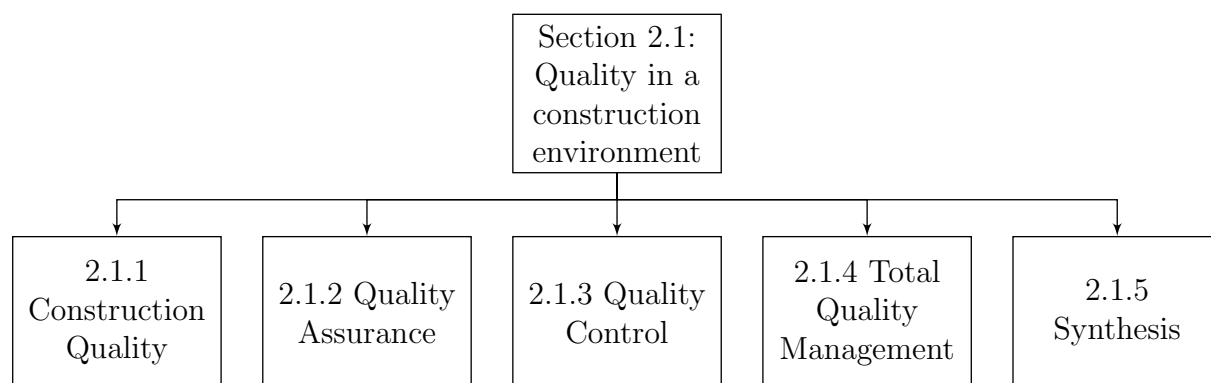 Section 2.1:
Quality in a
construction
environment
2.1.1
Construction
Quality
2.1.2 Quality
Assurance
2.1.3 Quality
Control
2.1.4 Total
Quality
Management
2.1.5
Synthesis